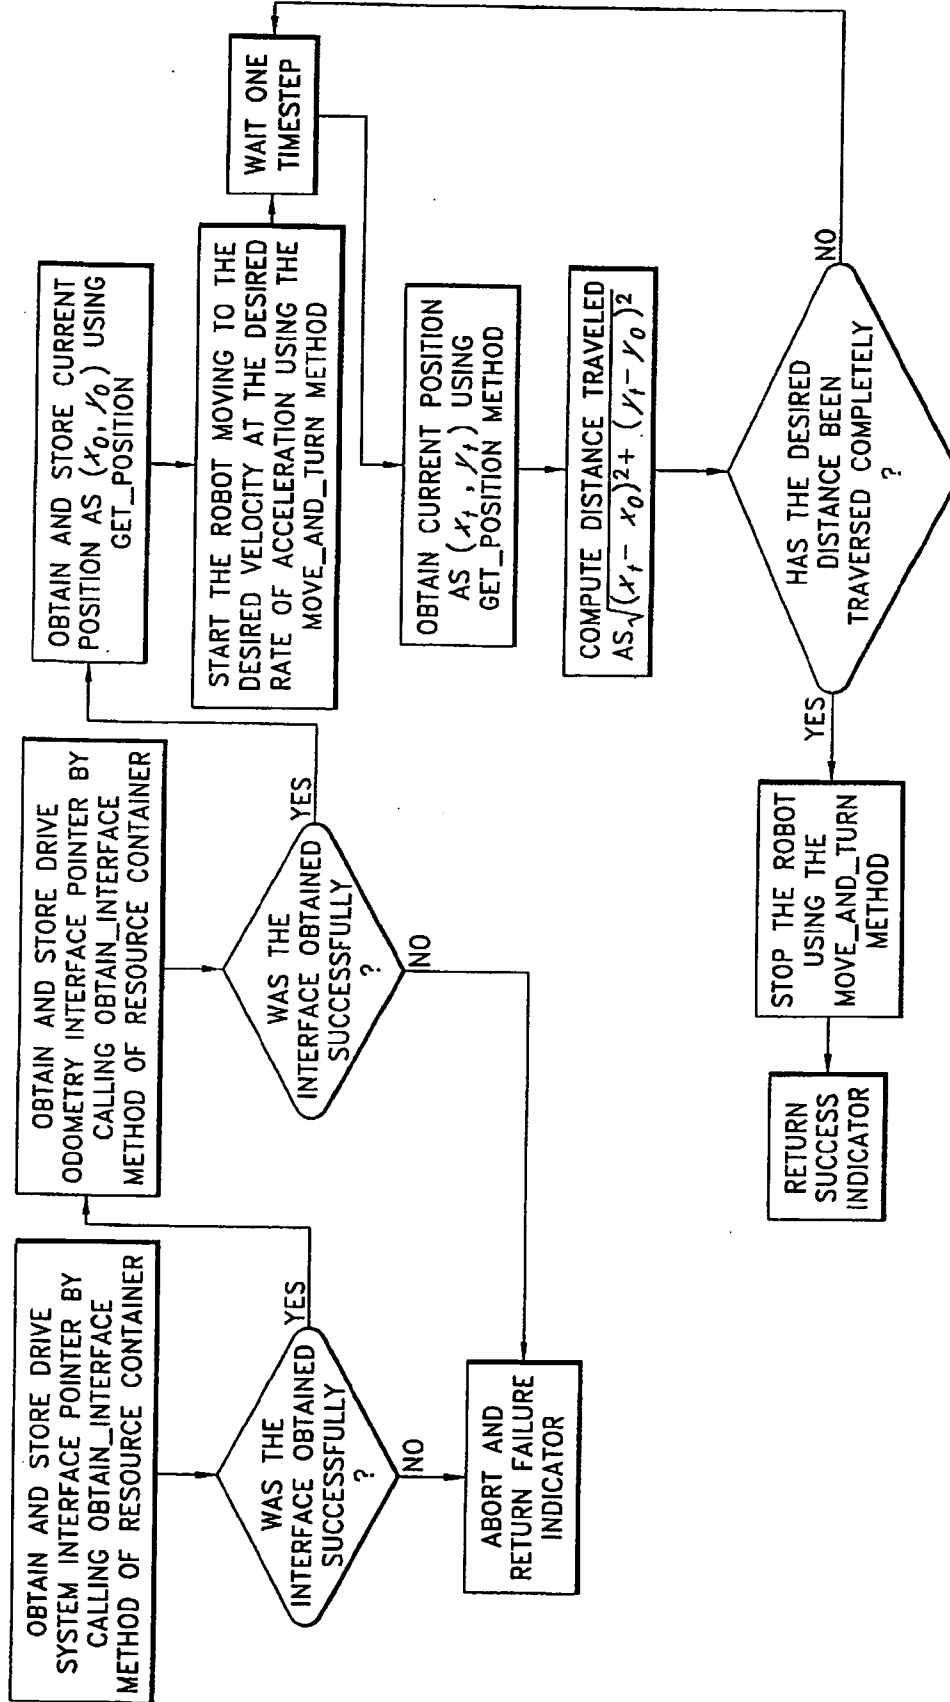 OBTAIN AND STORE DRIVE
SYSTEM INTERFACE POINTER BY
CALLING OBTAIN_INTERFACE
METHOD OF RESOURCE CONTAINER
WAS THE
INTERFACE OBTAINED
SUCCESSFULLY
?
YES
NO
OBTAIN AND STORE DRIVE
ODOMETRY INTERFACE POINTER BY
CALLING OBTAIN_INTERFACE
METHOD OF RESOURCE CONTAINER
WAS THE
INTERFACE OBTAINED
SUCCESSFULLY
?
YES
NO
ABORT AND
RETURN FAILURE
INDICATOR
OBTAIN AND STORE CURRENT
POSITION AS (x0, y0) USING
GET_POSITION
START THE ROBOT MOVING TO THE
DESIRED VELOCITY AT THE DESIRED
RATE OF ACCELERATION USING THE
MOVE_AND_TURN METHOD
WAIT ONE
TIMESTEP
OBTAIN CURRENT POSITION
AS (xt, yt) USING
GET_POSITION METHOD
COMPUTE DISTANCE TRAVELED
AS √(xt − x0)² + (yt − y0)²
HAS THE DESIRED
DISTANCE BEEN
TRAVERSED COMPLETELY
?
NO
YES
STOP THE ROBOT
USING THE
MOVE_AND_TURN
METHOD
RETURN
SUCCESS
INDICATOR